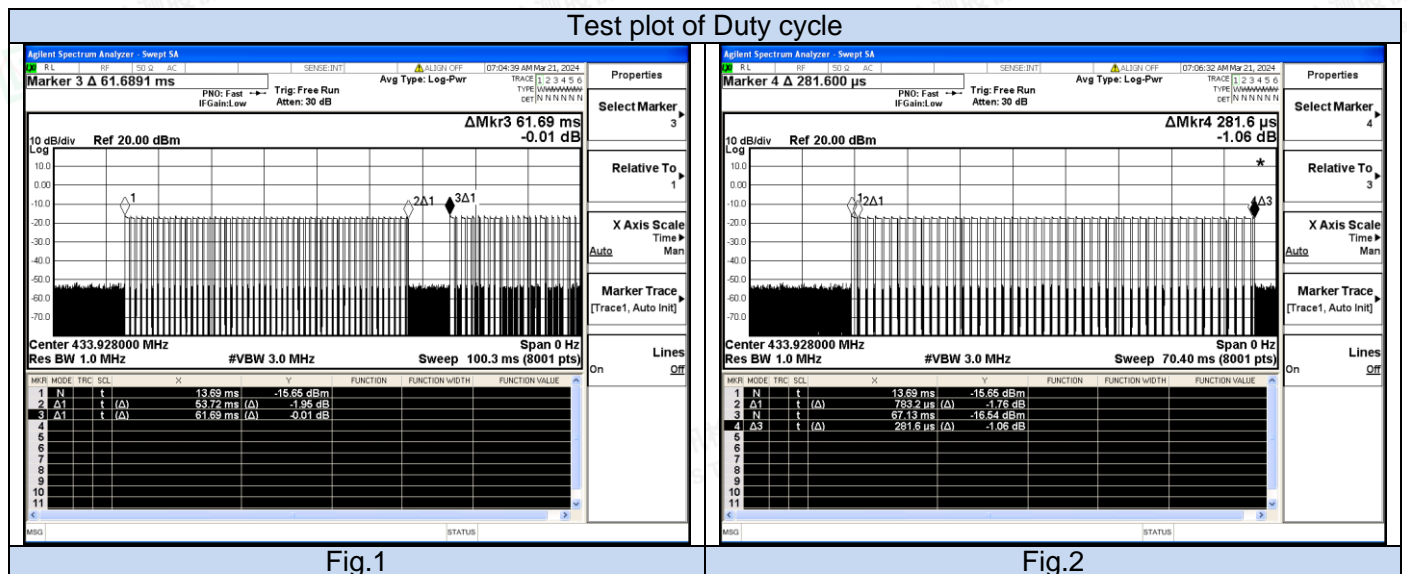 Test plot of Duty cycle
Agilent Spectrum Analyzer - Swept SA
RL RF 50 Ω AC SENSE:INT ALIGN OFF 07:04:39 AM Mar 21, 2024
Marker 3 Δ 61.6891 ms
PNO: Fast
IFGain:Low
Trig: Free Run
Atten: 30 dB
Avg Type: Log-Pwr
TRACE 1 2 3 4 5 6
TYPE
DET N N N N N N
ΔMkr3 61.69 ms
-0.01 dB
10 dB/div Ref 20.00 dBm
Log
10.0
0.00
-10.0
-20.0
-30.0
-40.0
-50.0
-60.0
-70.0
1
2Δ1
3Δ1
Center 433.928000 MHz
Span 0 Hz
Res BW 1.0 MHz #VBW 3.0 MHz Sweep 100.3 ms (8001 pts)
MKR MODE TRC SCL X Y FUNCTION FUNCTION WIDTH FUNCTION VALUE
1 N t 13.69 ms -15.65 dBm
2 Δ1 t (Δ) 53.72 ms (Δ) -1.95 dB
3 Δ1 t (Δ) 61.69 ms (Δ) -0.01 dB
4
5
6
7
8
9
10
11
MSG STATUS
Properties
Select Marker
3
Relative To
1
X Axis Scale
Time
Auto Man
Marker Trace
[Trace1, Auto Init]
Lines
On Off
Fig.1
Agilent Spectrum Analyzer - Swept SA
RL RF 50 Ω AC SENSE:INT ALIGN OFF 07:06:32 AM Mar 21, 2024
Marker 4 Δ 281.600 µs
PNO: Fast
IFGain:Low
Trig: Free Run
Atten: 30 dB
Avg Type: Log-Pwr
TRACE 1 2 3 4 5 6
TYPE
DET N N N N N N
ΔMkr4 281.6 µs
-1.06 dB
10 dB/div Ref 20.00 dBm
Log
10.0
0.00
-10.0
-20.0
-30.0
-40.0
-50.0
-60.0
-70.0
*
1
2Δ1
4Δ3
Center 433.928000 MHz
Span 0 Hz
Res BW 1.0 MHz #VBW 3.0 MHz Sweep 70.40 ms (8001 pts)
MKR MODE TRC SCL X Y FUNCTION FUNCTION WIDTH FUNCTION VALUE
1 N t 13.69 ms -15.65 dBm
2 Δ1 t (Δ) 783.2 µs (Δ) -1.76 dB
3 N t 67.13 ms -16.54 dBm
4 Δ3 t (Δ) 281.6 µs (Δ) -1.06 dB
5
6
7
8
9
10
11
MSG STATUS
Properties
Select Marker
4
Relative To
3
X Axis Scale
Time
Auto Man
Marker Trace
[Trace1, Auto Init]
Lines
On Off
Fig.2